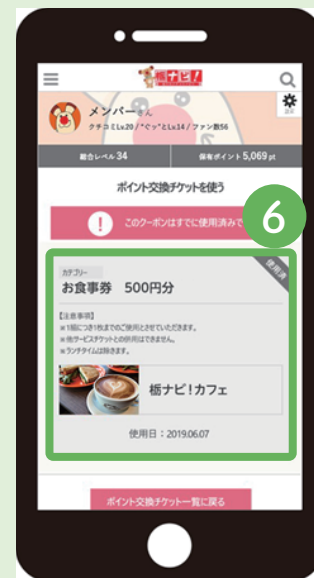 栃ナビ!
メンバーさん
クチコミLv.20/"ぐッ"とLv.14/ファン数56
総合レベル 34
保有ポイント 5,069 pt
ポイント交換チケットを使う
! このクーポンはすでに使用済みで
6
使用済
カテゴリー
お食事券 500円分
【注意事項】
※1組につき1枚までのご使用とさせていただきます。
※他サービスチケットとの併用はできません。
※ランチタイムは除きます。
栃ナビ!カフェ
使用日:2019.06.07
ポイント交換チケット一覧に戻る